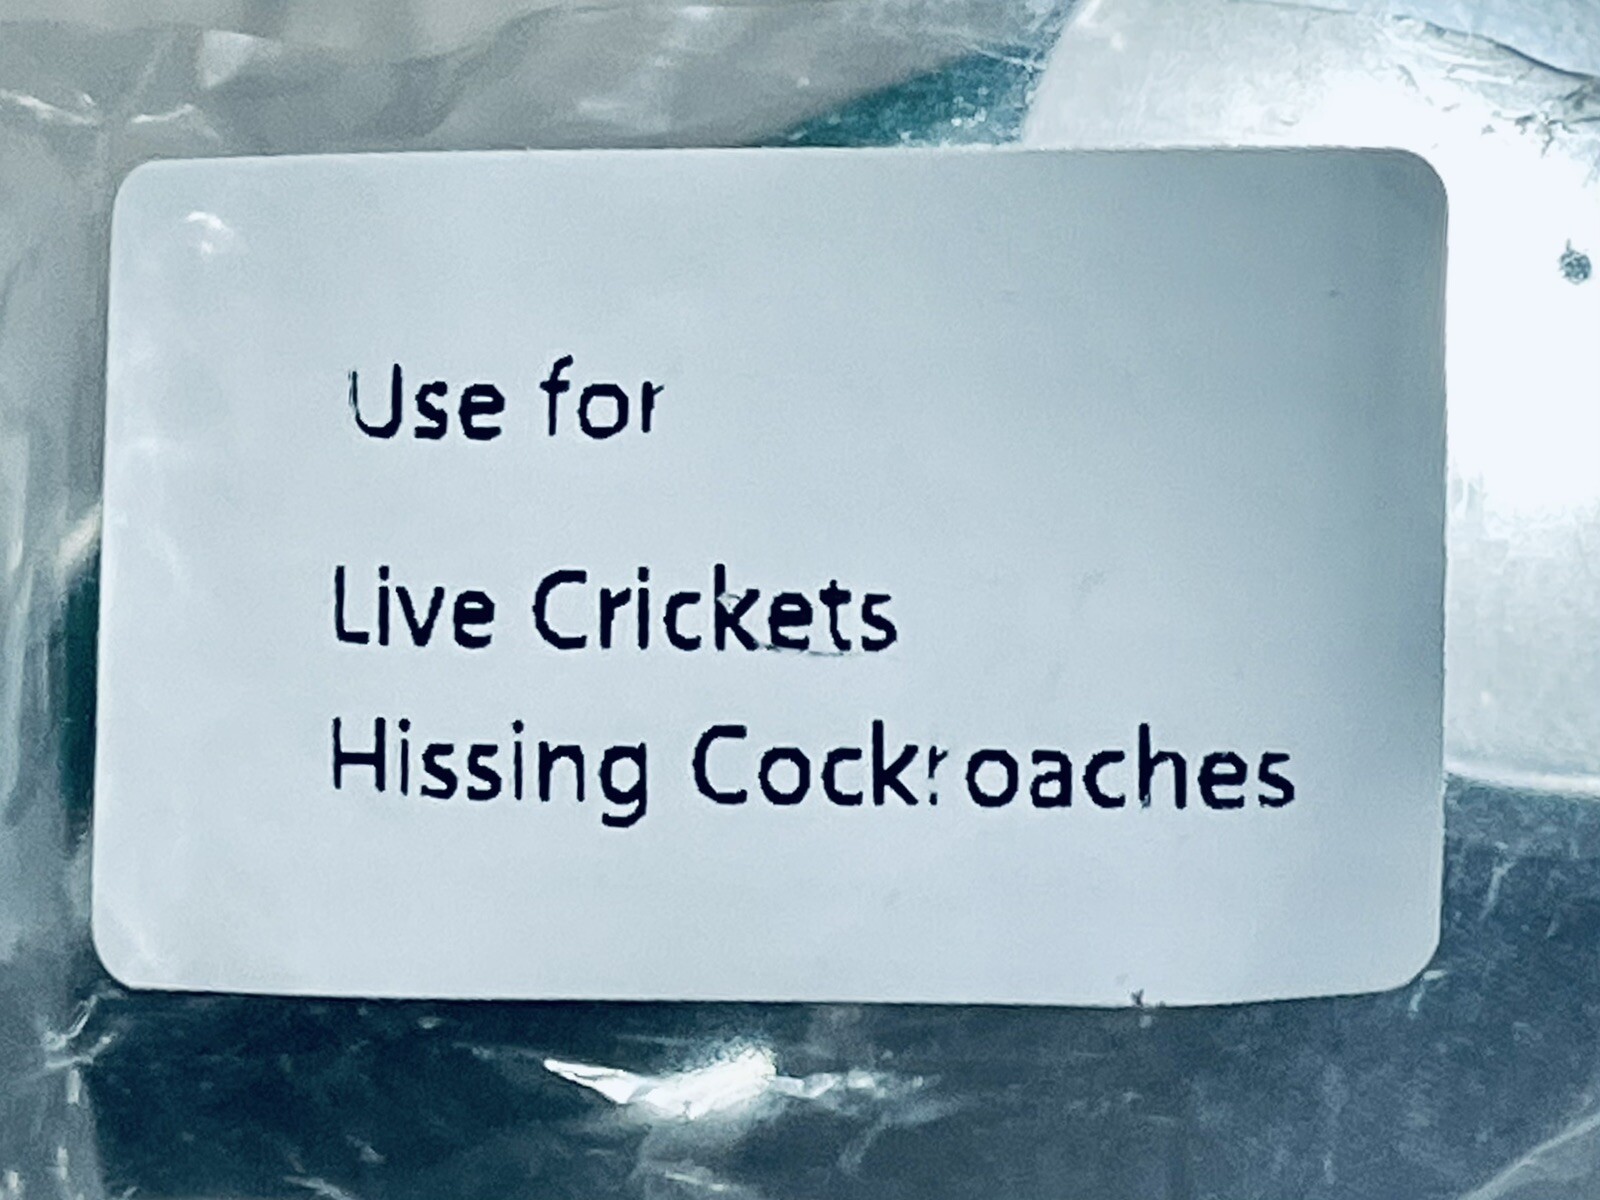 Use for
Live Crickets
Hissing Cockroaches